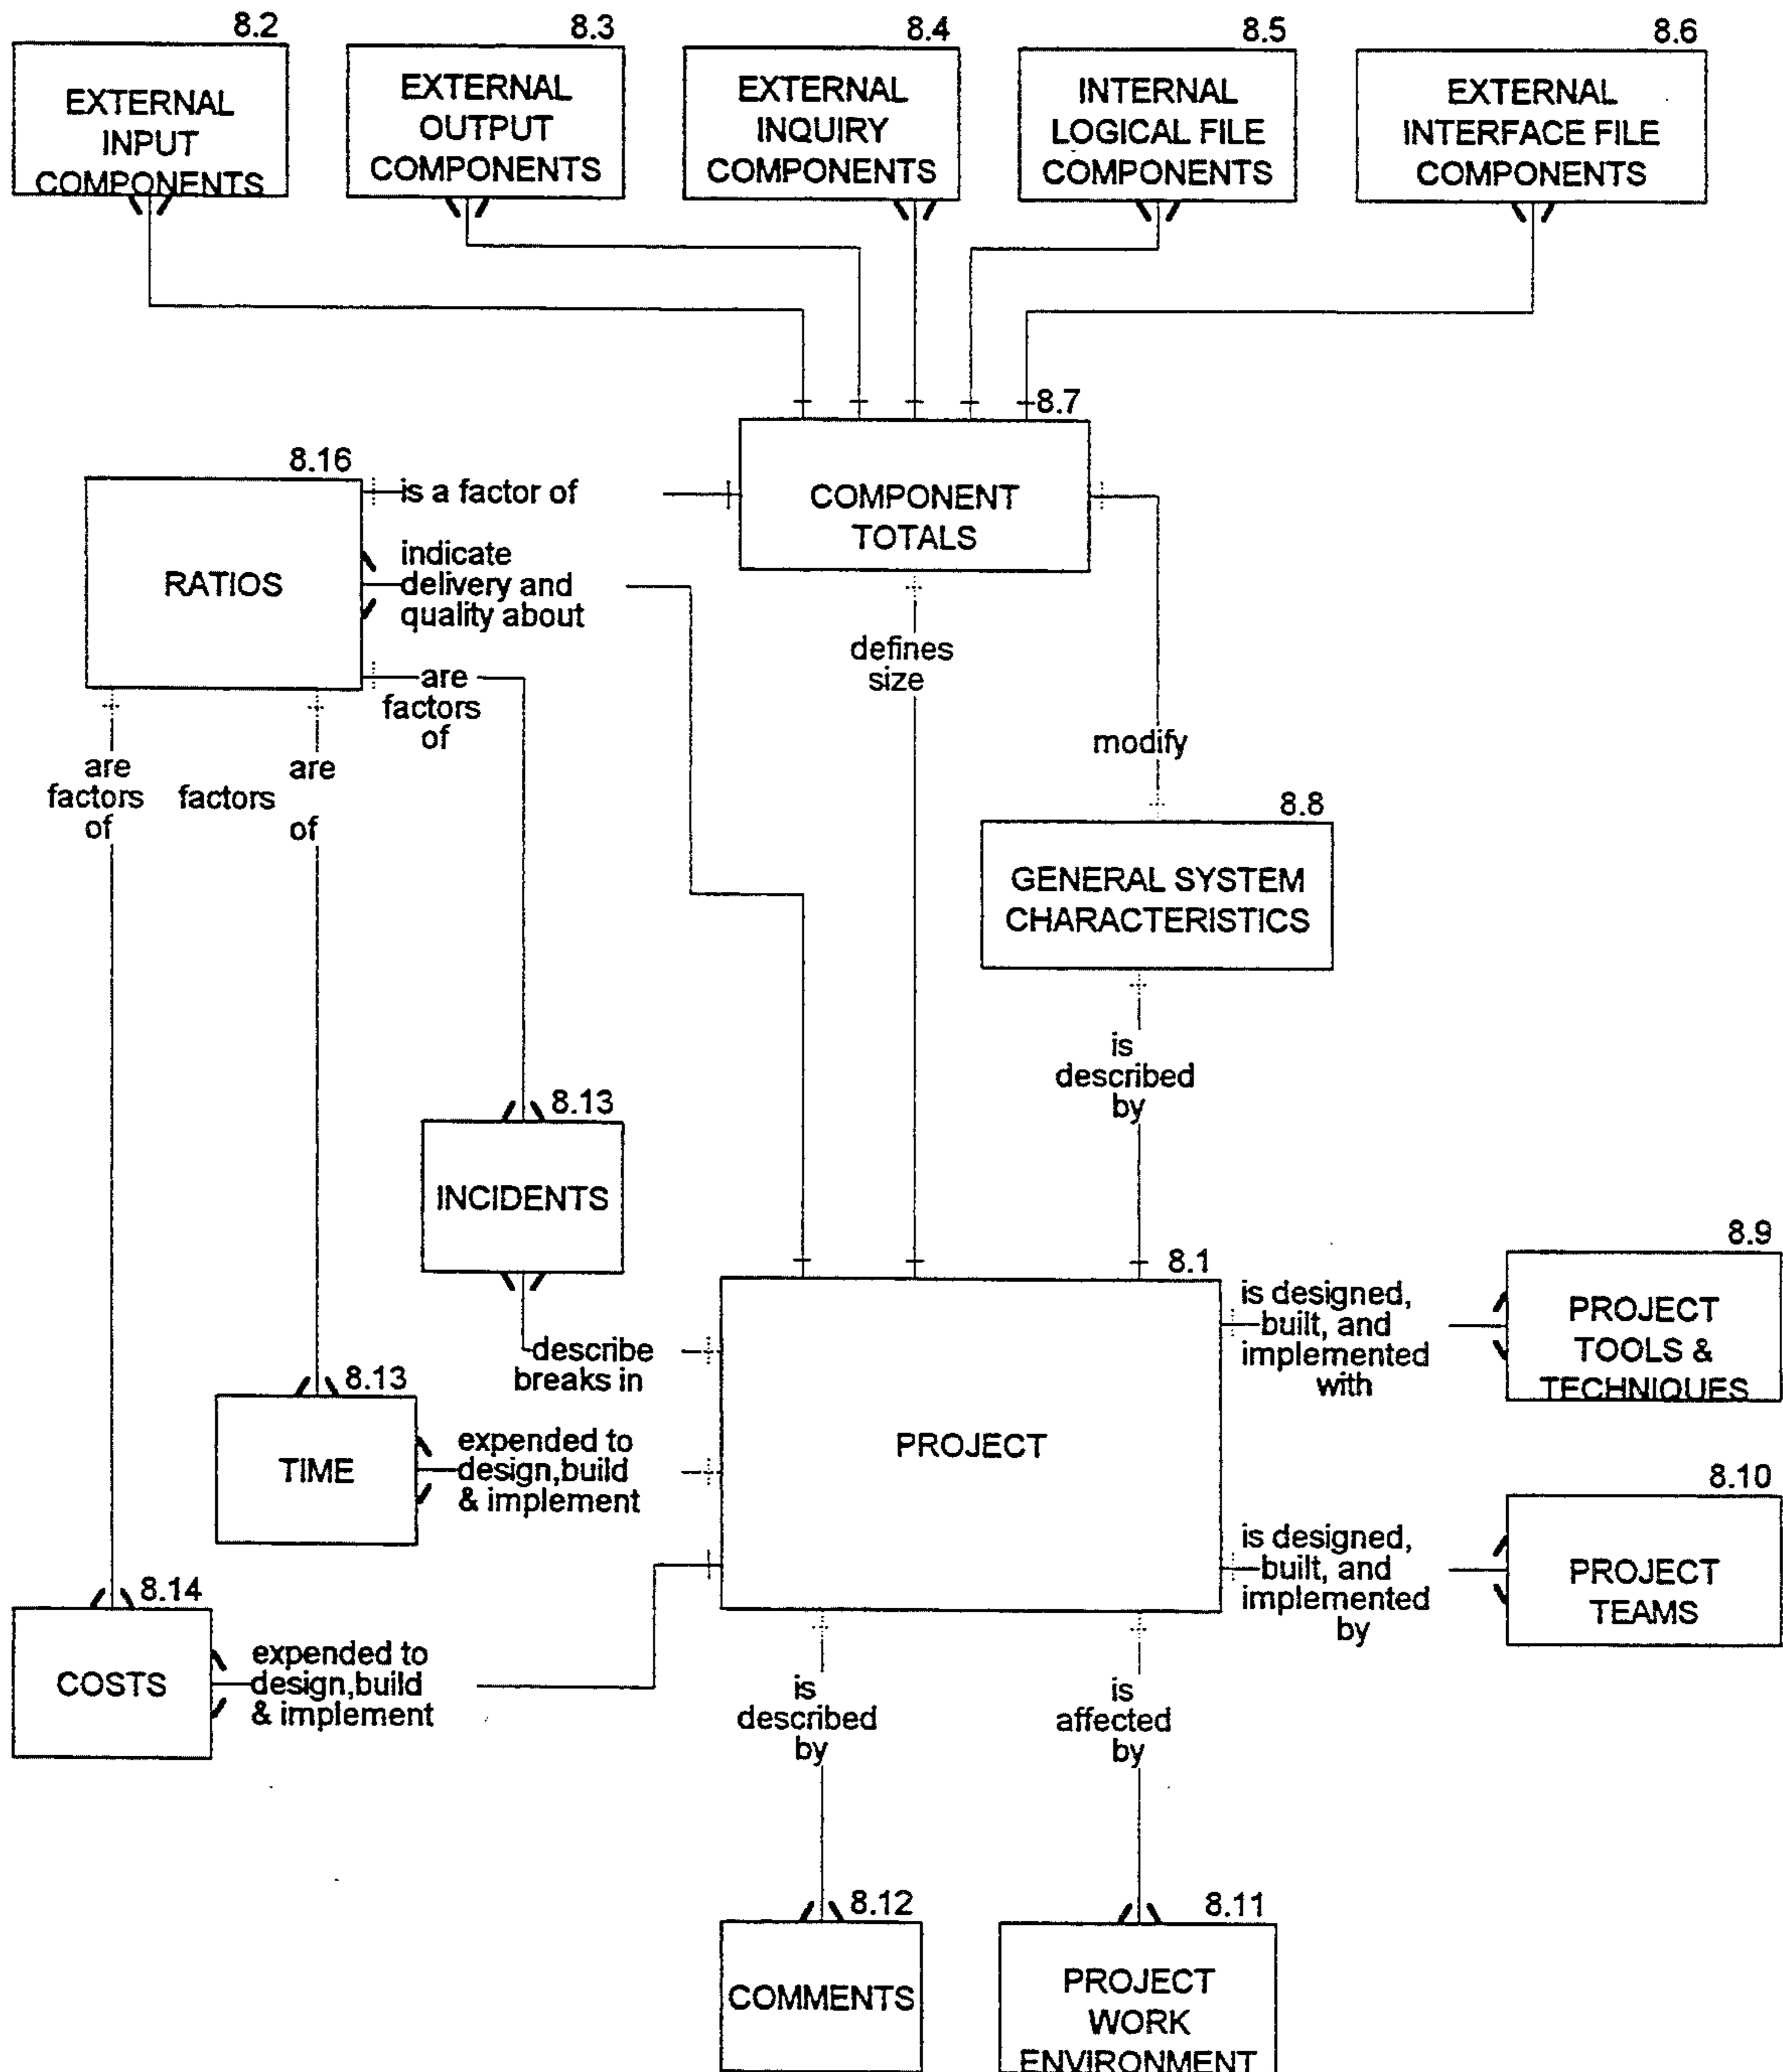 8.2
EXTERNAL
INPUT
COMPONENTS
8.3
EXTERNAL
OUTPUT
COMPONENTS
8.4
EXTERNAL
INQUIRY
COMPONENTS
8.5
INTERNAL
LOGICAL FILE
COMPONENTS
8.6
EXTERNAL
INTERFACE FILE
COMPONENTS
8.7
COMPONENT
TOTALS
8.16
RATIOS
is a factor of
indicate
delivery and
quality about
are
factors
of
are
factors
of
are
factors
of
defines
size
modify
8.8
GENERAL SYSTEM
CHARACTERISTICS
is
described
by
8.13
INCIDENTS
describe
breaks in
8.13
TIME
expended to
design,build
& implement
8.14
COSTS
expended to
design,build
& implement
8.1
PROJECT
is designed,
built, and
implemented
with
8.9
PROJECT
TOOLS &
TECHNIQUES
is designed,
built, and
implemented
by
8.10
PROJECT
TEAMS
is
described
by
is
affected
by
8.12
COMMENTS
8.11
PROJECT
WORK
ENVIRONMENT